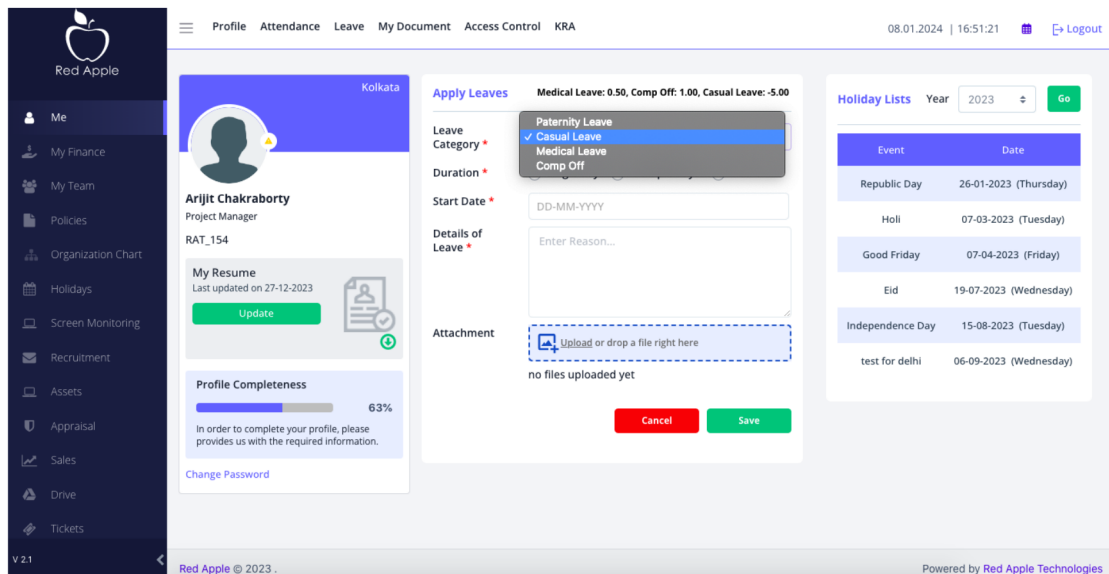 Red Apple
Me
My Finance
My Team
Policies
Organization Chart
Holidays
Screen Monitoring
Recruitment
Assets
Appraisal
Sales
Drive
Tickets
V 2.1
Profile Attendance Leave My Document Access Control KRA
08.01.2024 | 16:51:21 Logout
Kolkata
Arijit Chakraborty
Project Manager
RAT_154
My Resume
Last updated on 27-12-2023
Update
Profile Completeness
63%
In order to complete your profile, please
provides us with the required information.
Change Password
Apply Leaves Medical Leave: 0.50, Comp Off: 1.00, Casual Leave: -5.00
Leave
Category *
Paternity Leave
✓ Casual Leave
Medical Leave
Comp Off
Duration *
Start Date * DD-MM-YYYY
Details of
Leave *
Enter Reason...
Attachment Upload or drop a file right here
no files uploaded yet
Cancel Save
Holiday Lists Year 2023 Go
Event Date
Republic Day 26-01-2023 (Thursday)
Holi 07-03-2023 (Tuesday)
Good Friday 07-04-2023 (Friday)
Eid 19-07-2023 (Wednesday)
Independence Day 15-08-2023 (Tuesday)
test for delhi 06-09-2023 (Wednesday)
Red Apple © 2023 .
Powered by Red Apple Technologies